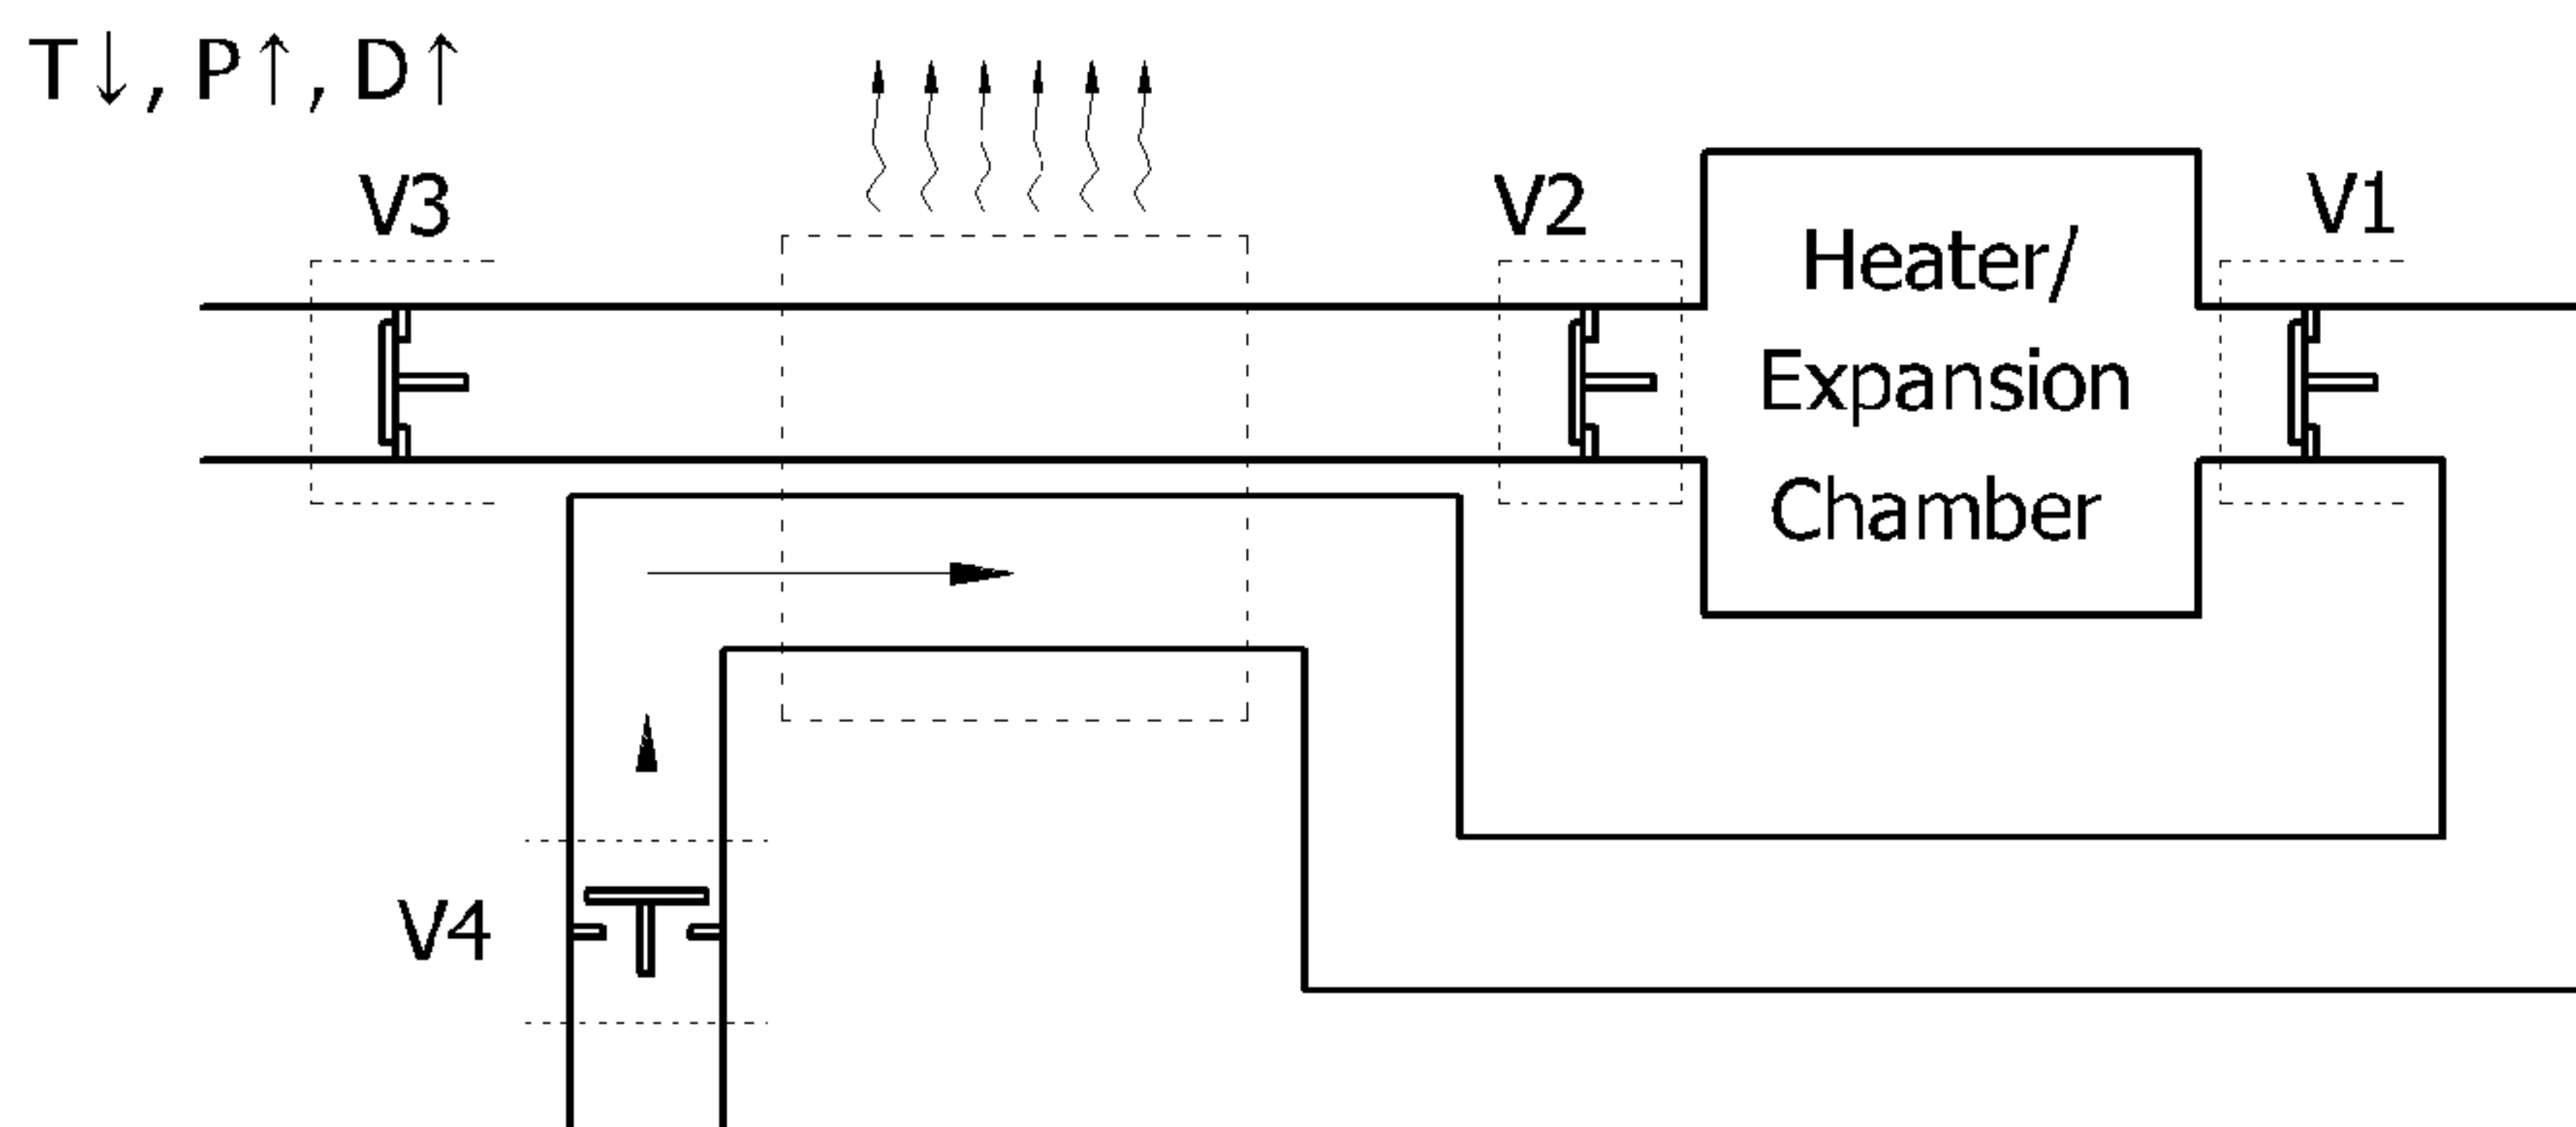 T↓, P↑, D↑
V3
V2
V1
Heater/
Expansion
Chamber
V4